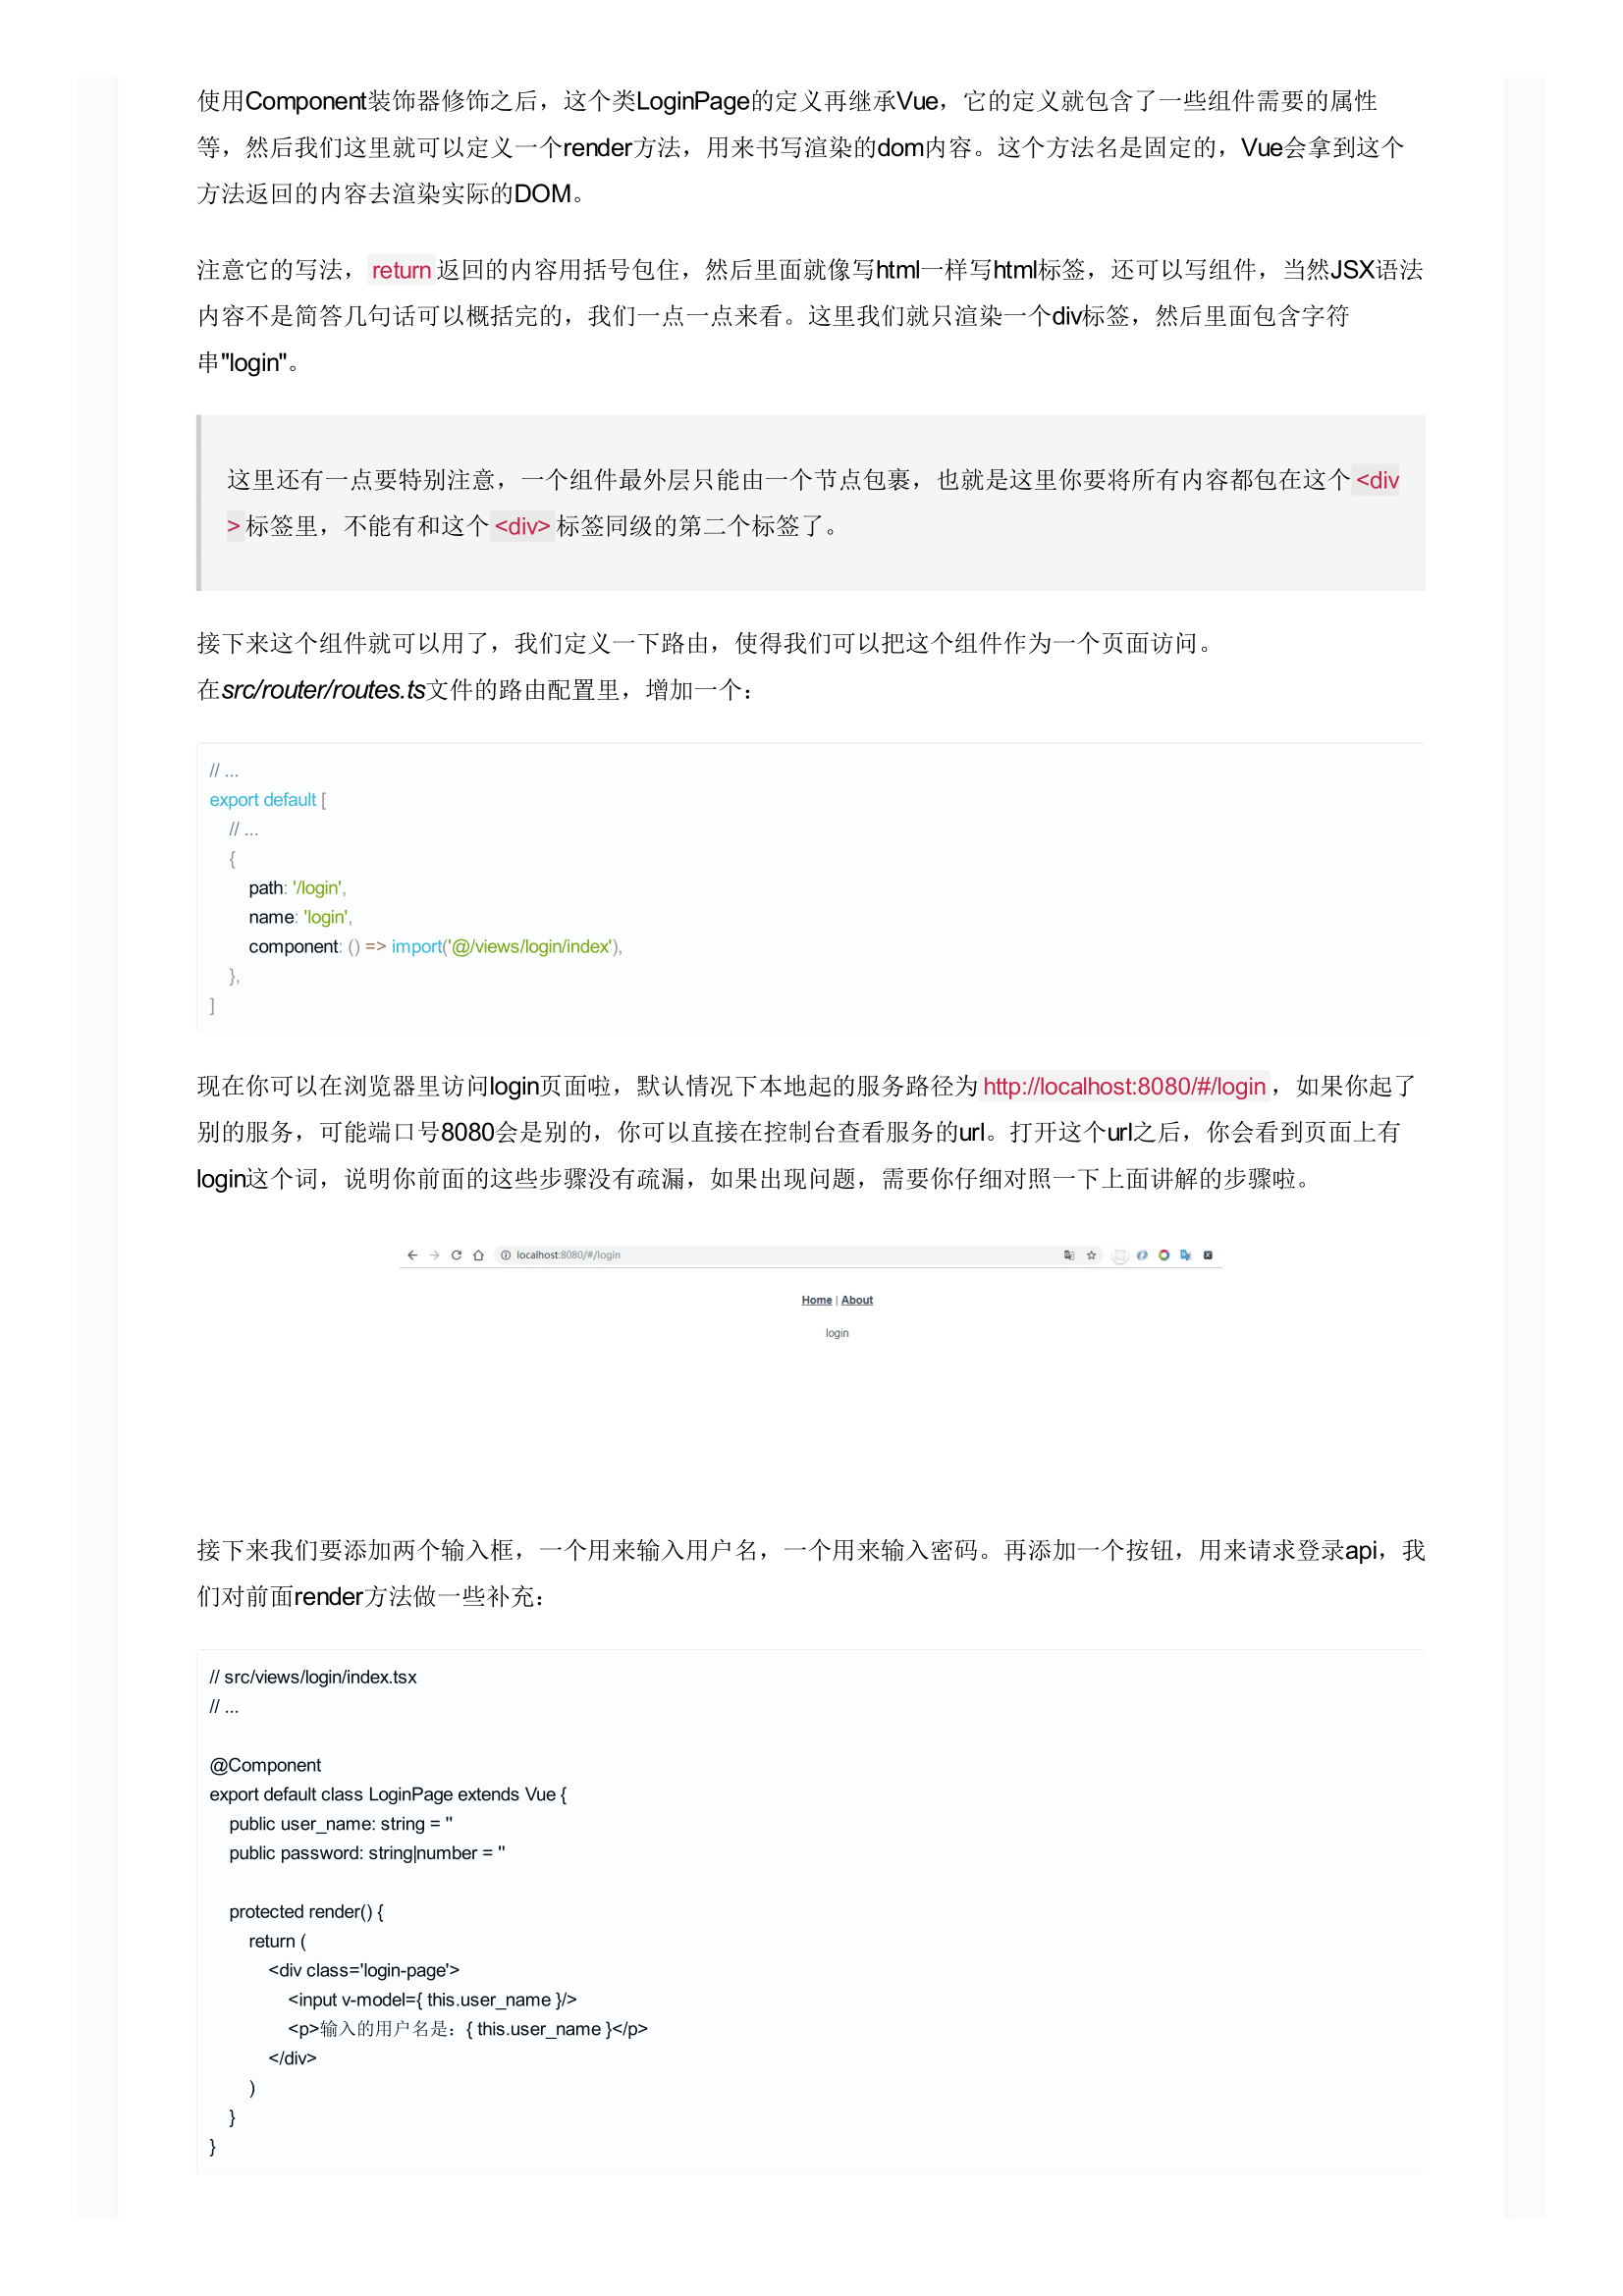 使用Component装饰器修饰之后，这个类LoginPage的定义再继承Vue，它的定义就包含了一些组件需要的属性
等，然后我们这里就可以定义一个render方法，用来书写渲染的dom内容。这个方法名是固定的，Vue会拿到这个
方法返回的内容去渲染实际的DOM。
注意它的写法，return返回的内容用括号包住，然后里面就像写html一样写html标签，还可以写组件，当然JSX语法
内容不是简答几句话可以概括完的，我们一点一点来看。这里我们就只渲染一个div标签，然后里面包含字符
串"login"。
这里还有一点要特别注意，一个组件最外层只能由一个节点包裹，也就是这里你要将所有内容都包在这个<div
>标签里，不能有和这个<div>标签同级的第二个标签了。
接下来这个组件就可以用了，我们定义一下路由，使得我们可以把这个组件作为一个页面访问。
在src/router/routes.ts文件的路由配置里，增加一个：
// ...
export default [
// ...
{
path: '/login',
name: 'login',
component: () => import('@/views/login/index'),
},
]
现在你可以在浏览器里访问login页面啦，默认情况下本地起的服务路径为http://localhost:8080/#/login，如果你起了
别的服务，可能端口号8080会是别的，你可以直接在控制台查看服务的url。打开这个url之后，你会看到页面上有
login这个词，说明你前面的这些步骤没有疏漏，如果出现问题，需要你仔细对照一下上面讲解的步骤啦。
localhost:8080/#/login
Home | About
login
接下来我们要添加两个输入框，一个用来输入用户名，一个用来输入密码。再添加一个按钮，用来请求登录api，我
们对前面render方法做一些补充：
// src/views/login/index.tsx
// ...
@Component
export default class LoginPage extends Vue {
public user_name: string = ''
public password: string|number = ''
protected render() {
return (
<div class='login-page'>
<input v-model={ this.user_name }/>
<p>输入的用户名是：{ this.user_name }</p>
</div>
)
}
}